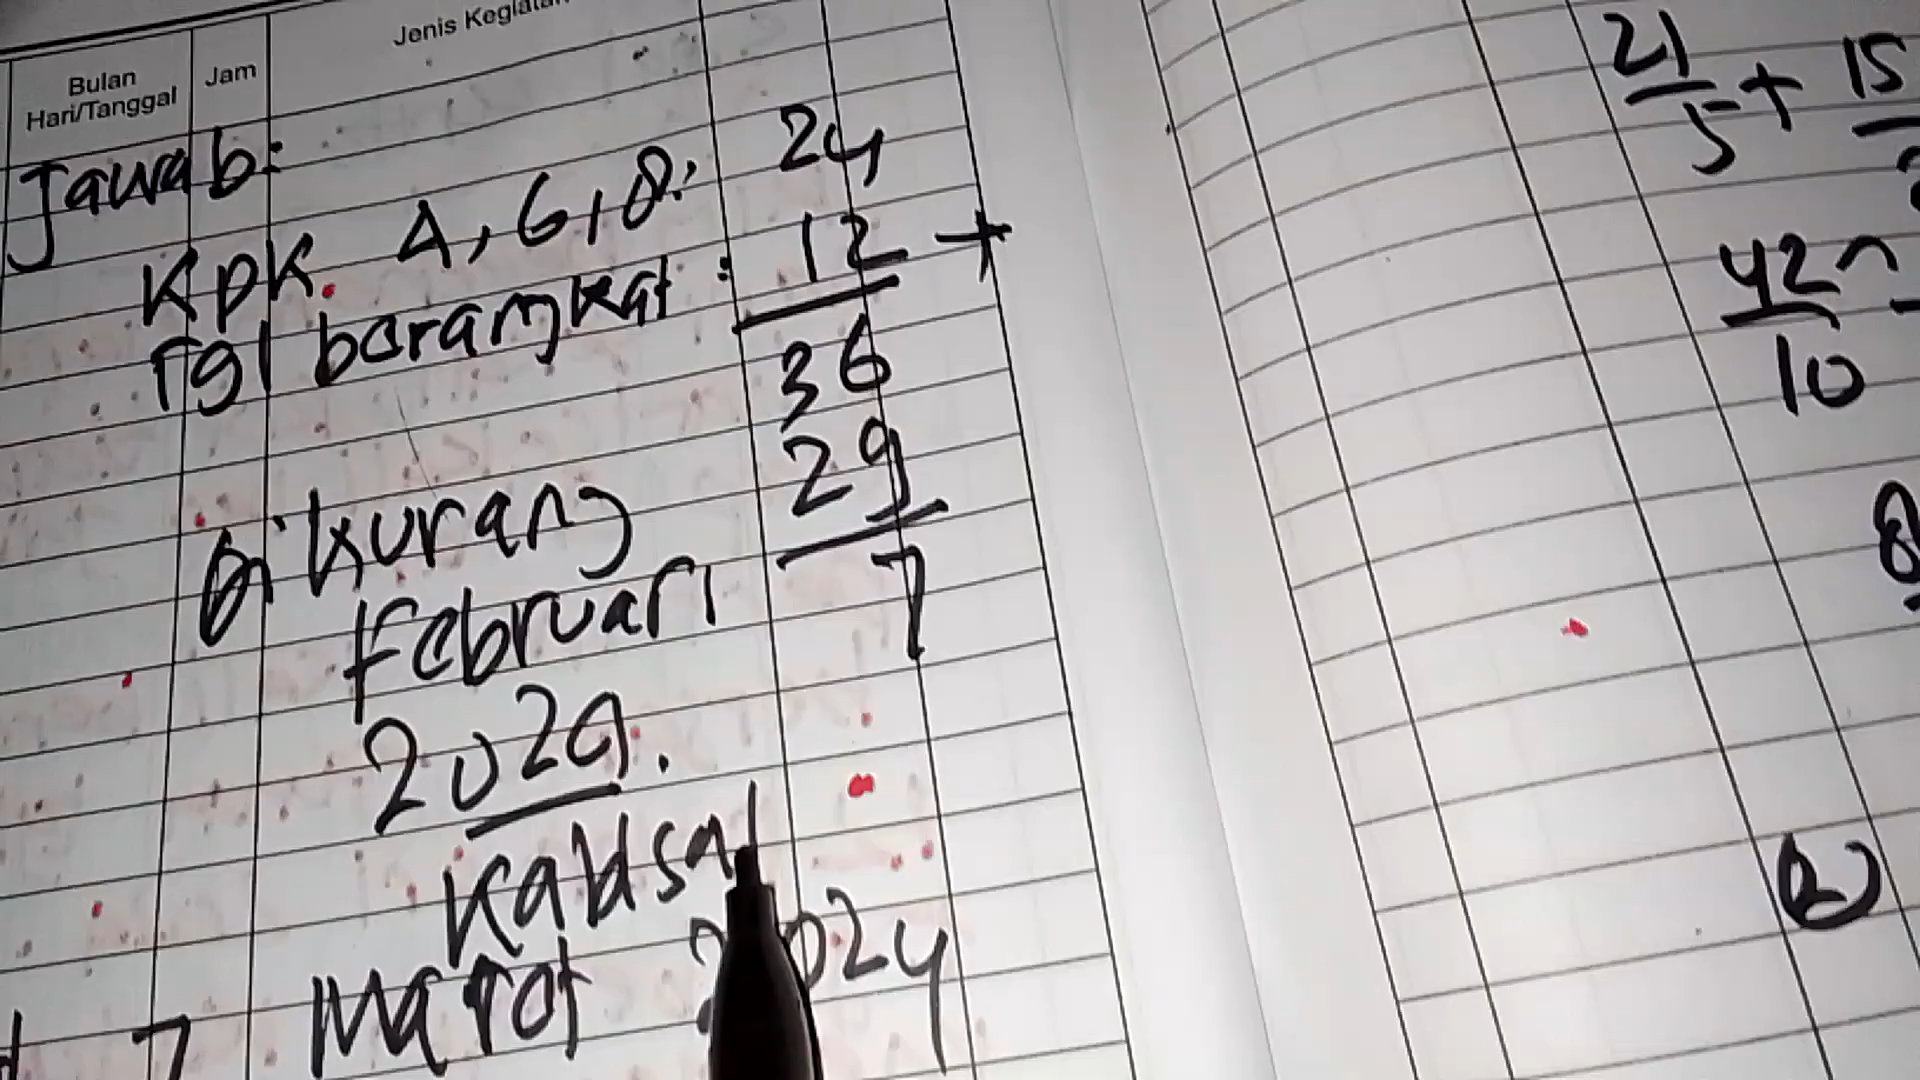 Bulan
Hari/Tanggal
Jam
Jenis Kegiatan
Jawab:
Kpk. 4, 6, 8: 24
Tgl berangkat: 12 +
36
Dikurang 29
Februari 7
2024.
Kabisat
Maret 2024
7
21/5 + 15
42
10
8